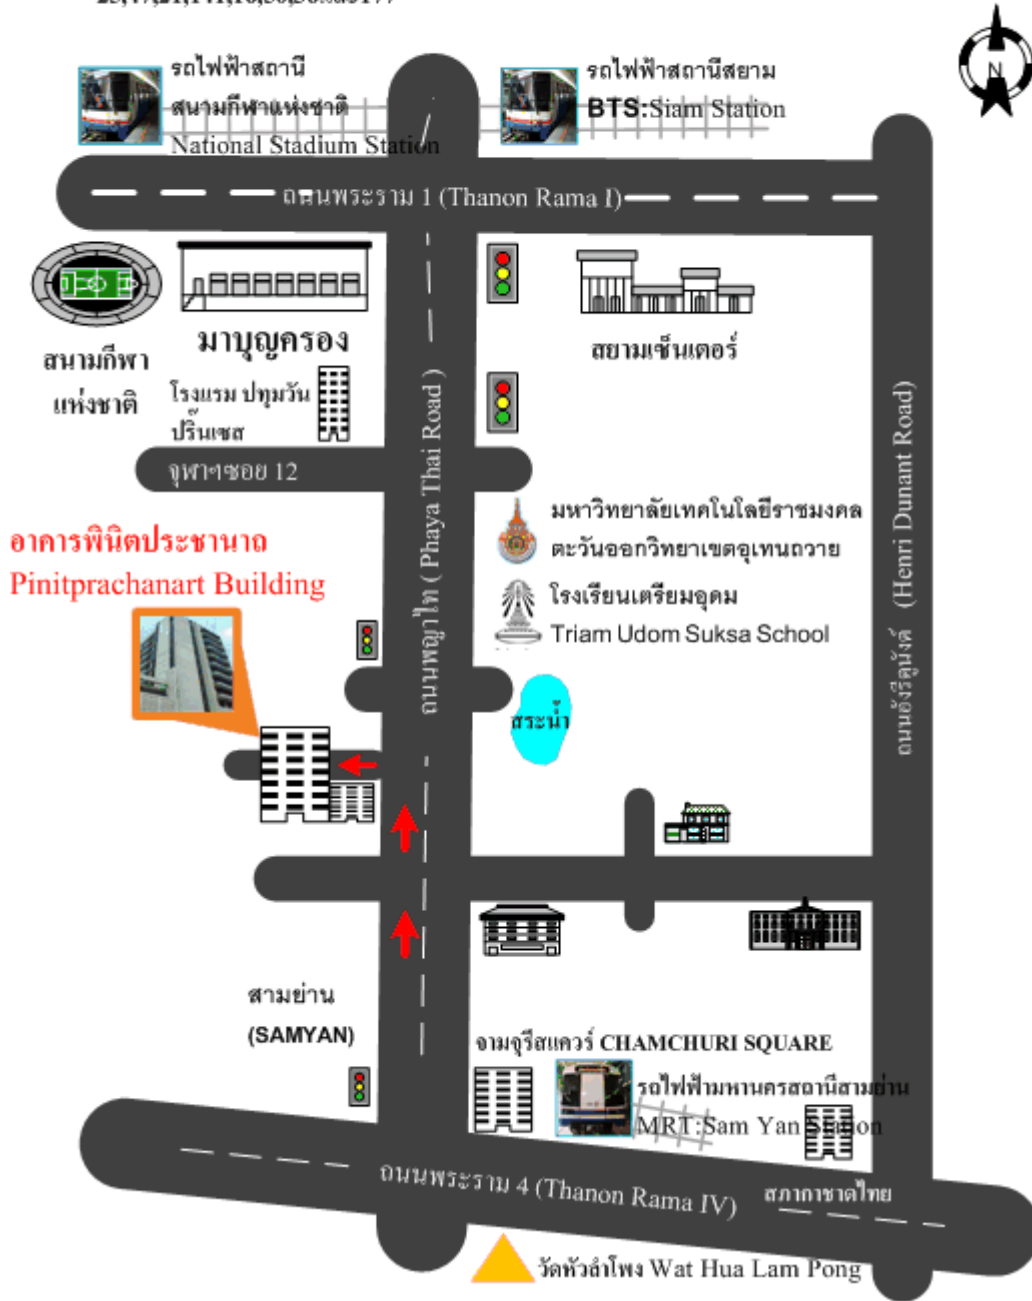 รถไฟฟ้าสถานี
สนามกีฬาแห่งชาติ
National Stadium Station
รถไฟฟ้าสถานีสยาม
BTS:Siam Station
N
ถนนพระราม 1 (Thanon Rama I)
สนามกีฬา
แห่งชาติ
มาบุญครอง
โรงแรม ปทุมวัน
ปริ๊นเซส
สยามเซ็นเตอร์
จุฬาฯซอย 12
ถนนพญาไท ( Phaya Thai Road )
ถนนอังรีดูนังต์ (Henri Dunant Road)
มหาวิทยาลัยเทคโนโลยีราชมงคล
ตะวันออกวิทยาเขตอุเทนถวาย
โรงเรียนเตรียมอุดม
Triam Udom Suksa School
อาคารพินิตประชานาถ
Pinitprachanart Building
สระน้ำ
สามย่าน
(SAMYAN)
จามจุรีสแควร์ CHAMCHURI SQUARE
รถไฟฟ้ามหานครสถานีสามย่าน
MRT:Sam Yan Station
ถนนพระราม 4 (Thanon Rama IV)
สภากาชาดไทย
วัดหัวลำโพง Wat Hua Lam Pong